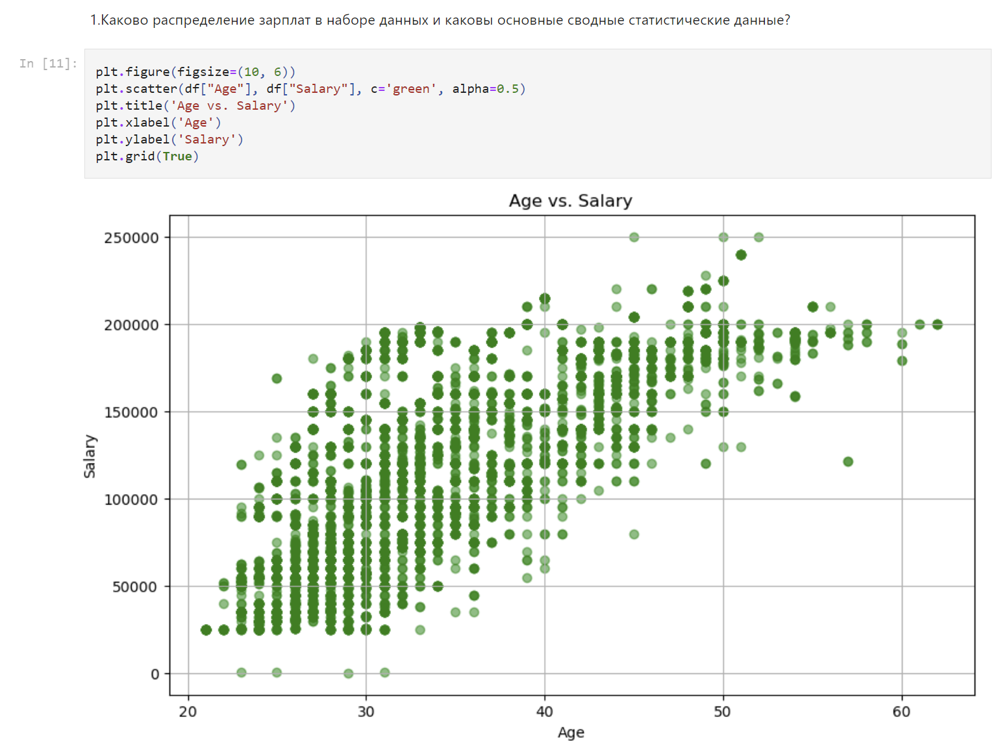 1.Каково распределение зарплат в наборе данных и каковы основные сводные статистические данные?
In [11]:
plt.figure(figsize=(10, 6))
plt.scatter(df["Age"], df["Salary"], c='green', alpha=0.5)
plt.title('Age vs. Salary')
plt.xlabel('Age')
plt.ylabel('Salary')
plt.grid(True)
Age vs. Salary
250000
200000
150000
100000
50000
0
Salary
20 30 40 50 60
Age